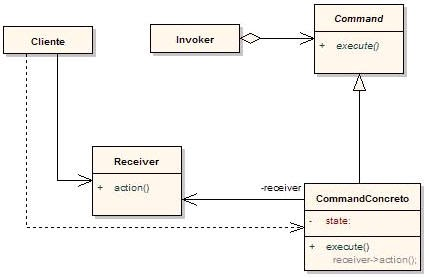 Cliente
Invoker
Command
+ execute()
Receiver
+ action()
-receiver
CommandConcreto
- state:
+ execute()
receiver->action();